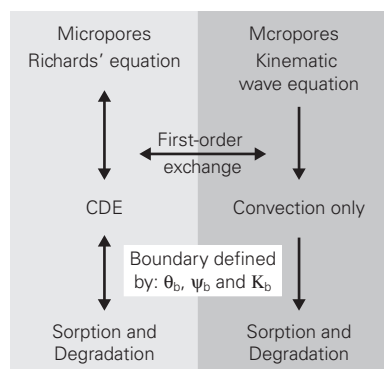 Micropores
Richards' equation
Mcropores
Kinematic
wave equation
First-order
exchange
CDE
Convection only
Boundary defined
by: θb, ψb and Kb
Sorption and
Degradation
Sorption and
Degradation